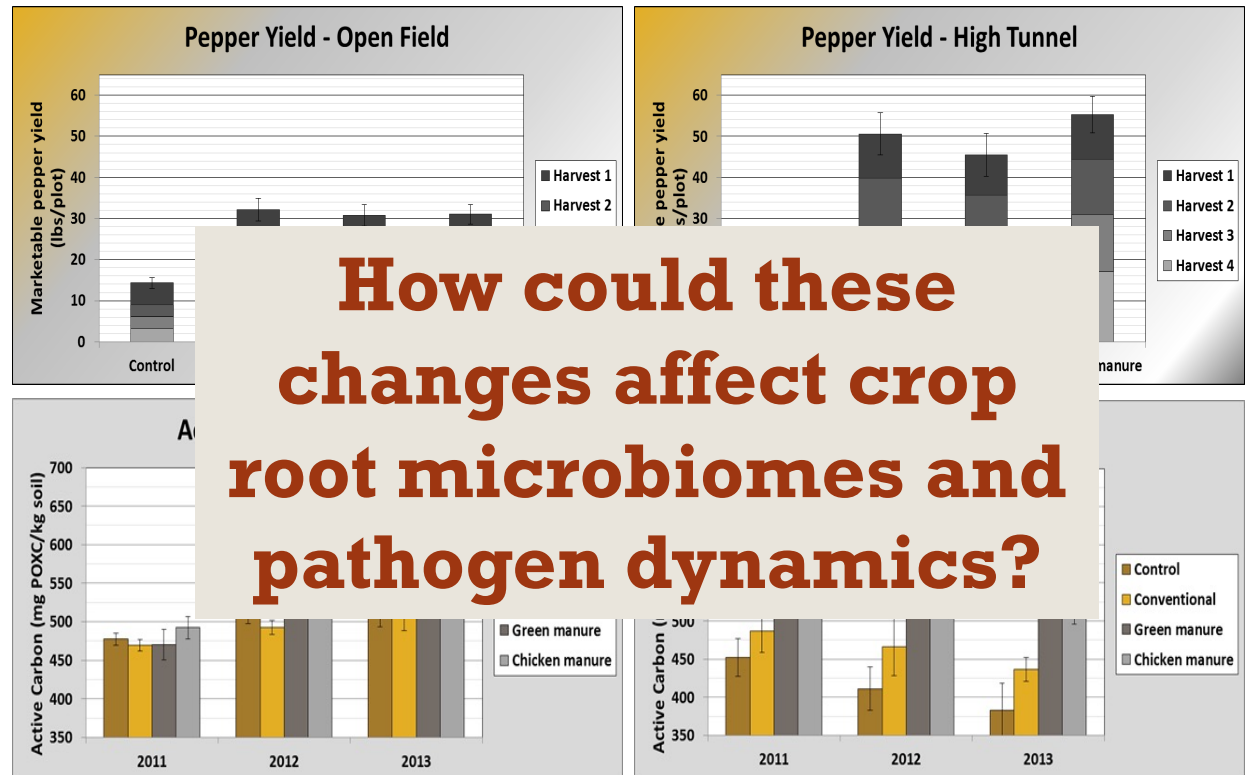 Pepper Yield - Open Field
Marketable pepper yield
(lbs/plot)
60
50
40
30
20
10
0
Control
Harvest 1
Harvest 2
Pepper Yield - High Tunnel
pepper yield
60
50
40
30
Harvest 1
Harvest 2
Harvest 3
Harvest 4
manure
How could these
changes affect crop
root microbiomes and
pathogen dynamics?
Active Carbon (mg POXC/kg soil)
700
650
600
550
500
450
400
350
2011
2012
2013
Green manure
Chicken manure
Active Carbon
500
450
400
350
2011
2012
2013
Control
Conventional
Green manure
Chicken manure